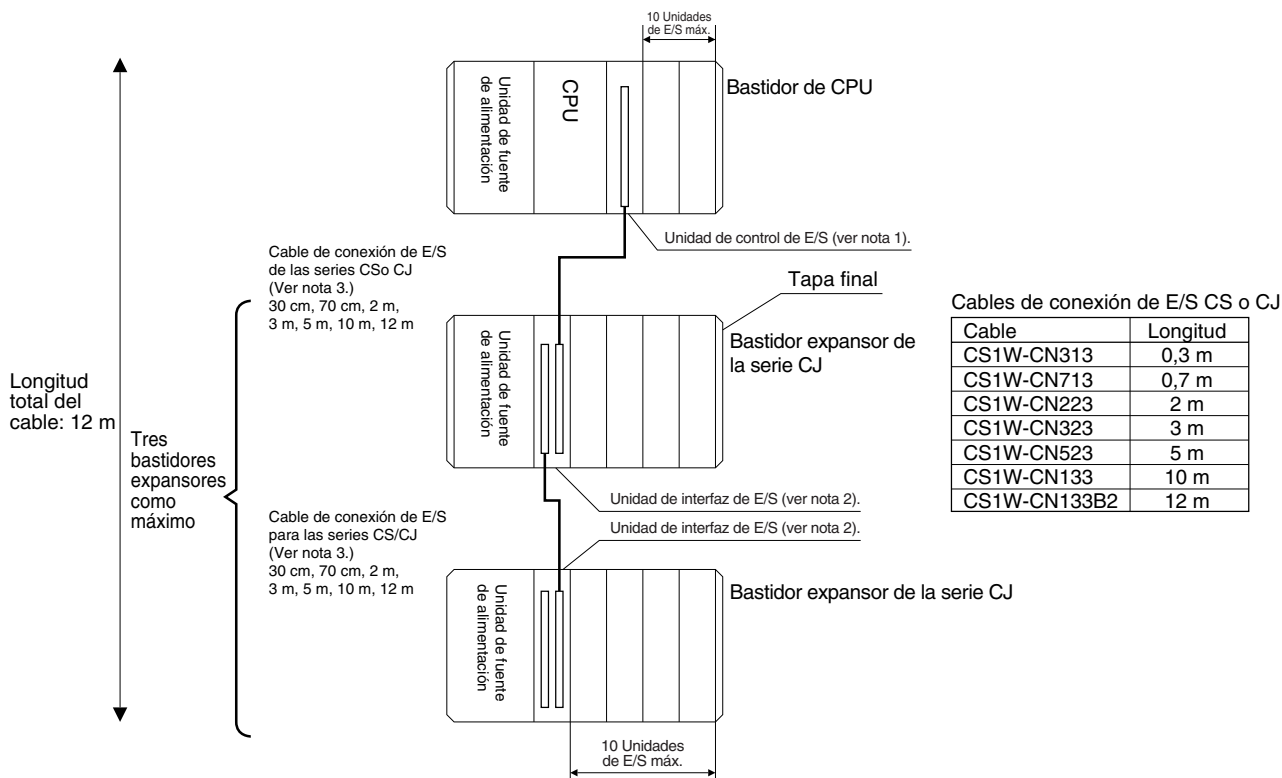 10 Unidades
de E/S máx.
Unidad de fuente
de alimentación
CPU
Bastidor de CPU
Unidad de control de E/S (ver nota 1).
Cable de conexión de E/S
de las series CSo CJ
(Ver nota 3.)
30 cm, 70 cm, 2 m,
3 m, 5 m, 10 m, 12 m
Tapa final
Unidad de fuente
de alimentación
Bastidor expansor de
la serie CJ
Longitud
total del
cable: 12 m
Tres
bastidores
expansores
como
máximo
Unidad de interfaz de E/S (ver nota 2).
Unidad de interfaz de E/S (ver nota 2).
Cable de conexión de E/S
para las series CS/CJ
(Ver nota 3.)
30 cm, 70 cm, 2 m,
3 m, 5 m, 10 m, 12 m
Unidad de fuente
de alimentación
Bastidor expansor de la serie CJ
10 Unidades
de E/S máx.
Cables de conexión de E/S CS o CJ
Cable Longitud
CS1W-CN313 0,3 m
CS1W-CN713 0,7 m
CS1W-CN223 2 m
CS1W-CN323 3 m
CS1W-CN523 5 m
CS1W-CN133 10 m
CS1W-CN133B2 12 m